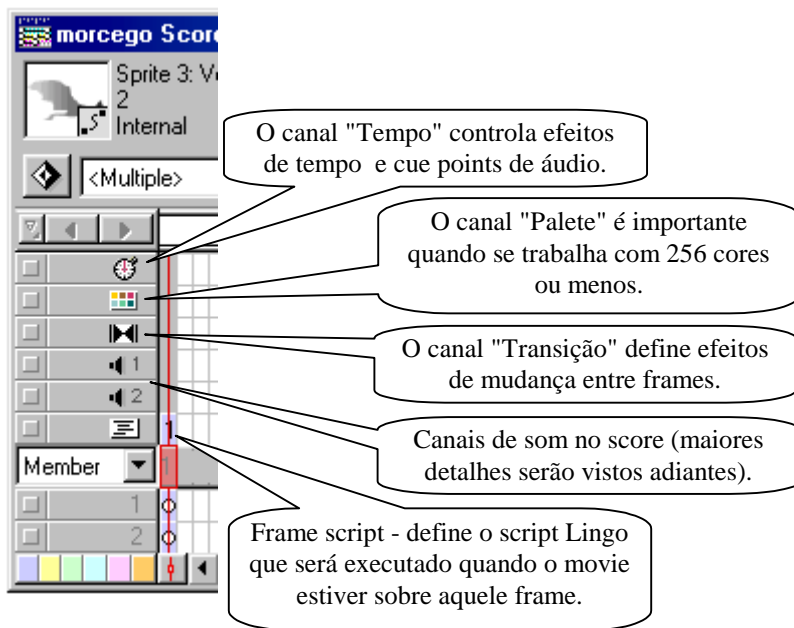 morcego Score
Sprite 3: V
2
Internal
<Multiple>
O canal "Tempo" controla efeitos
de tempo e cue points de áudio.
O canal "Palete" é importante
quando se trabalha com 256 cores
ou menos.
O canal "Transição" define efeitos
de mudança entre frames.
1
2
Canais de som no score (maiores
detalhes serão vistos adiantes).
1
Member
1
1
2
Frame script - define o script Lingo
que será executado quando o movie
estiver sobre aquele frame.